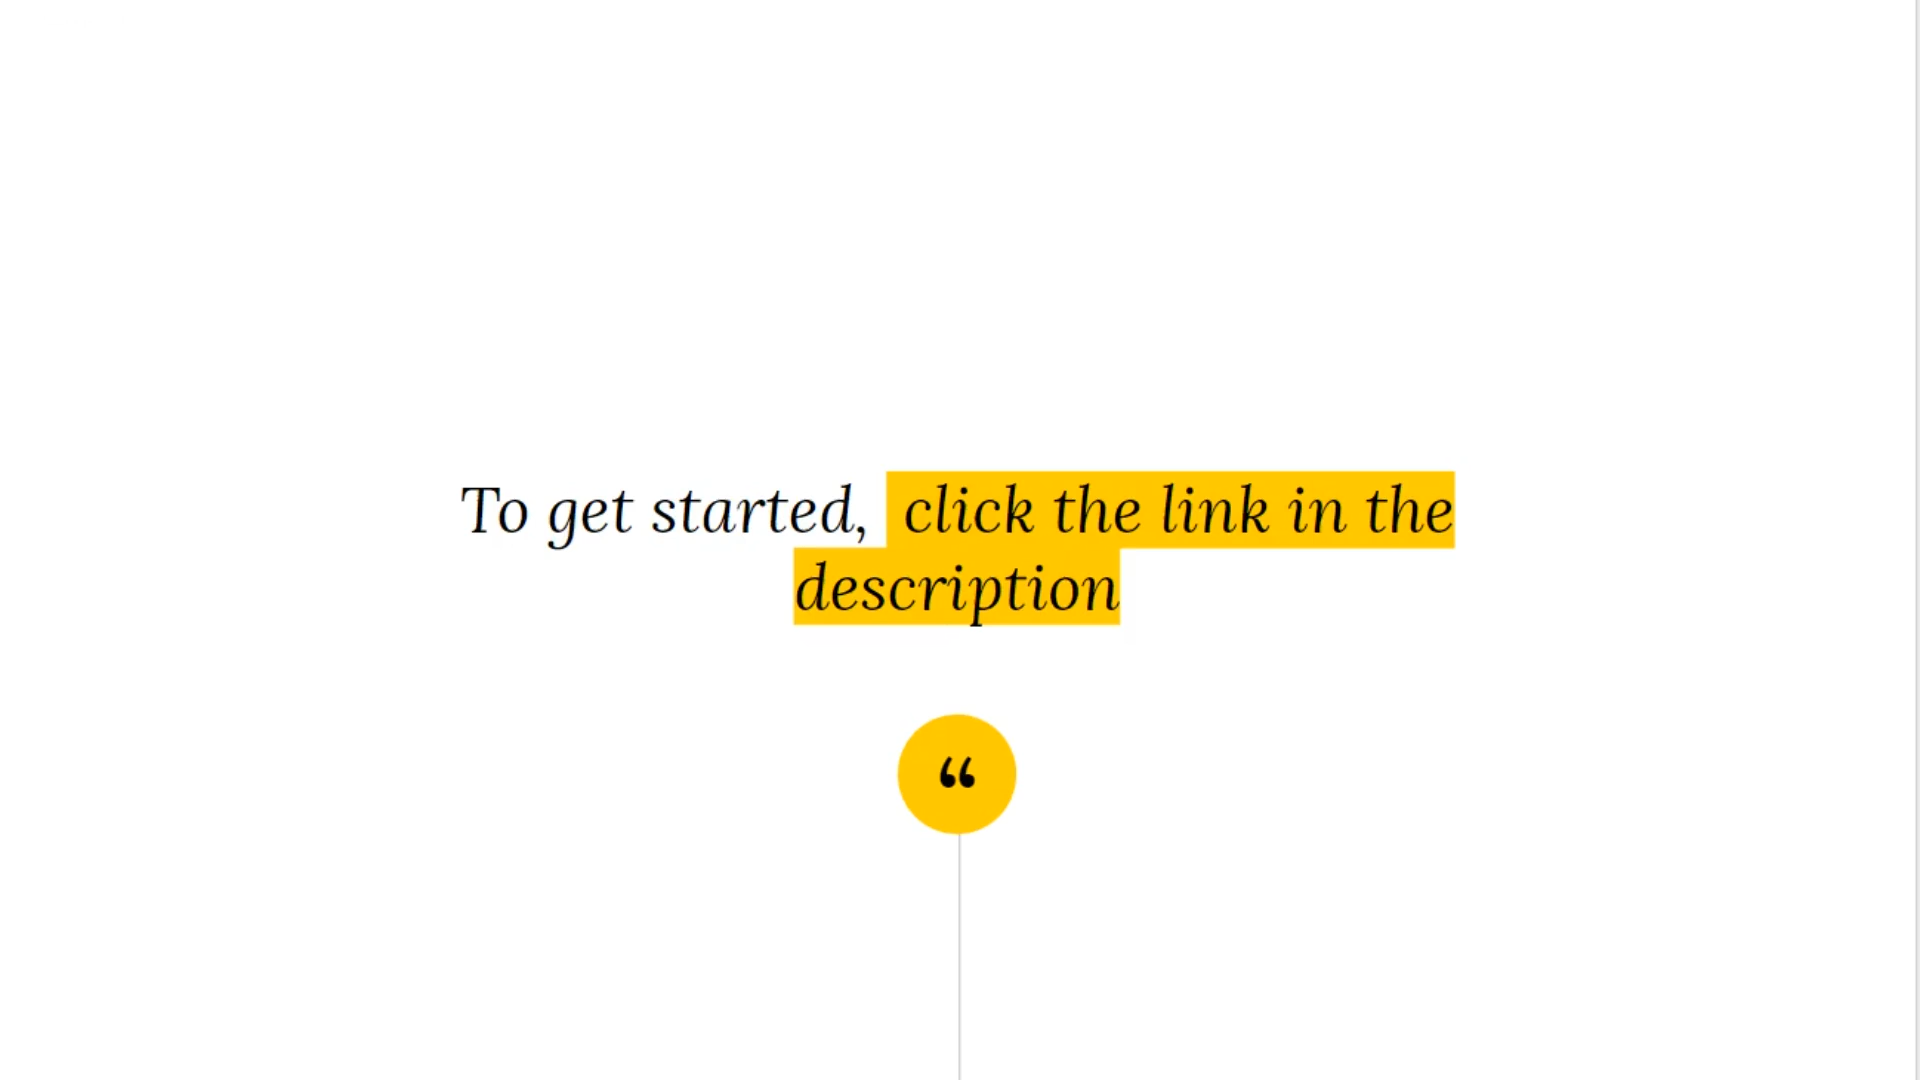 To get started, click the link in the
description
“